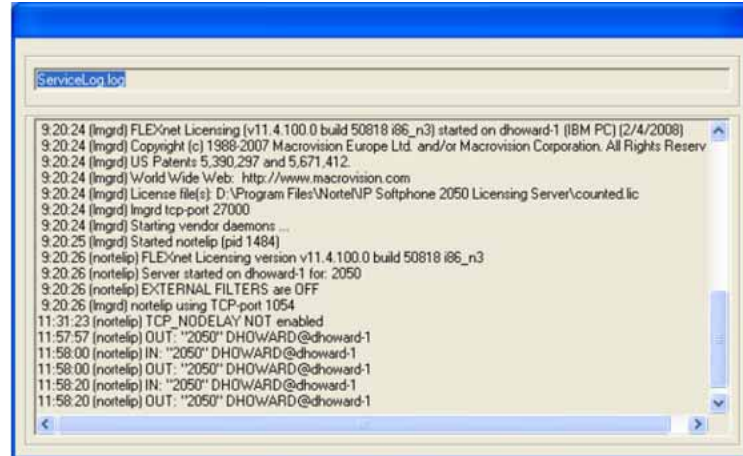 ServiceLog.log
9:20:24 (lmgrd) FLEXnet Licensing (v11.4.100.0 build 50818 i86_n3) started on dhoward-1 (IBM PC) (2/4/2008)
9:20:24 (lmgrd) Copyright (c) 1988-2007 Macrovision Europe Ltd. and/or Macrovision Corporation. All Rights Reserv
9:20:24 (lmgrd) US Patents 5,390,297 and 5,671,412.
9:20:24 (lmgrd) World Wide Web:  http://www.macrovision.com
9:20:24 (lmgrd) License file(s): D:\Program Files\Nortel\IP Softphone 2050 Licensing Server\counted.lic
9:20:24 (lmgrd) lmgrd tcp-port 27000
9:20:24 (lmgrd) Starting vendor daemons ...
9:20:25 (lmgrd) Started nortelip (pid 1484)
9:20:26 (nortelip) FLEXnet Licensing version v11.4.100.0 build 50818 i86_n3
9:20:26 (nortelip) Server started on dhoward-1 for: 2050
9:20:26 (nortelip) EXTERNAL FILTERS are OFF
9:20:26 (lmgrd) nortelip using TCP-port 1054
11:31:23 (nortelip) TCP_NODELAY NOT enabled
11:57:57 (nortelip) OUT: "2050" DHOWARD@dhoward-1
11:58:00 (nortelip) IN: "2050" DHOWARD@dhoward-1
11:58:00 (nortelip) OUT: "2050" DHOWARD@dhoward-1
11:58:20 (nortelip) IN: "2050" DHOWARD@dhoward-1
11:58:20 (nortelip) OUT: "2050" DHOWARD@dhoward-1